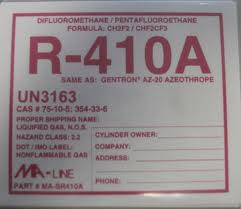 DIFLUOROMETHANE / PENTAFLUOROETHANE
FORMULA: CH2F2 / CHF2CF3
R-410A
SAME AS: GENTRON® AZ-20 AZEOTHROPE
UN3163
CAS # 75-10-5; 354-33-6
PROPER SHIPPING NAME:
LIQUIFIED GAS, N.O.S.
HAZARD CLASS: 2.2
DOT / IMO LABEL:
NONFLAMMABLE GAS
MA-LINE
PART # MA-SR410A
CYLINDER OWNER:
COMPANY:
ADDRESS:
PHONE: